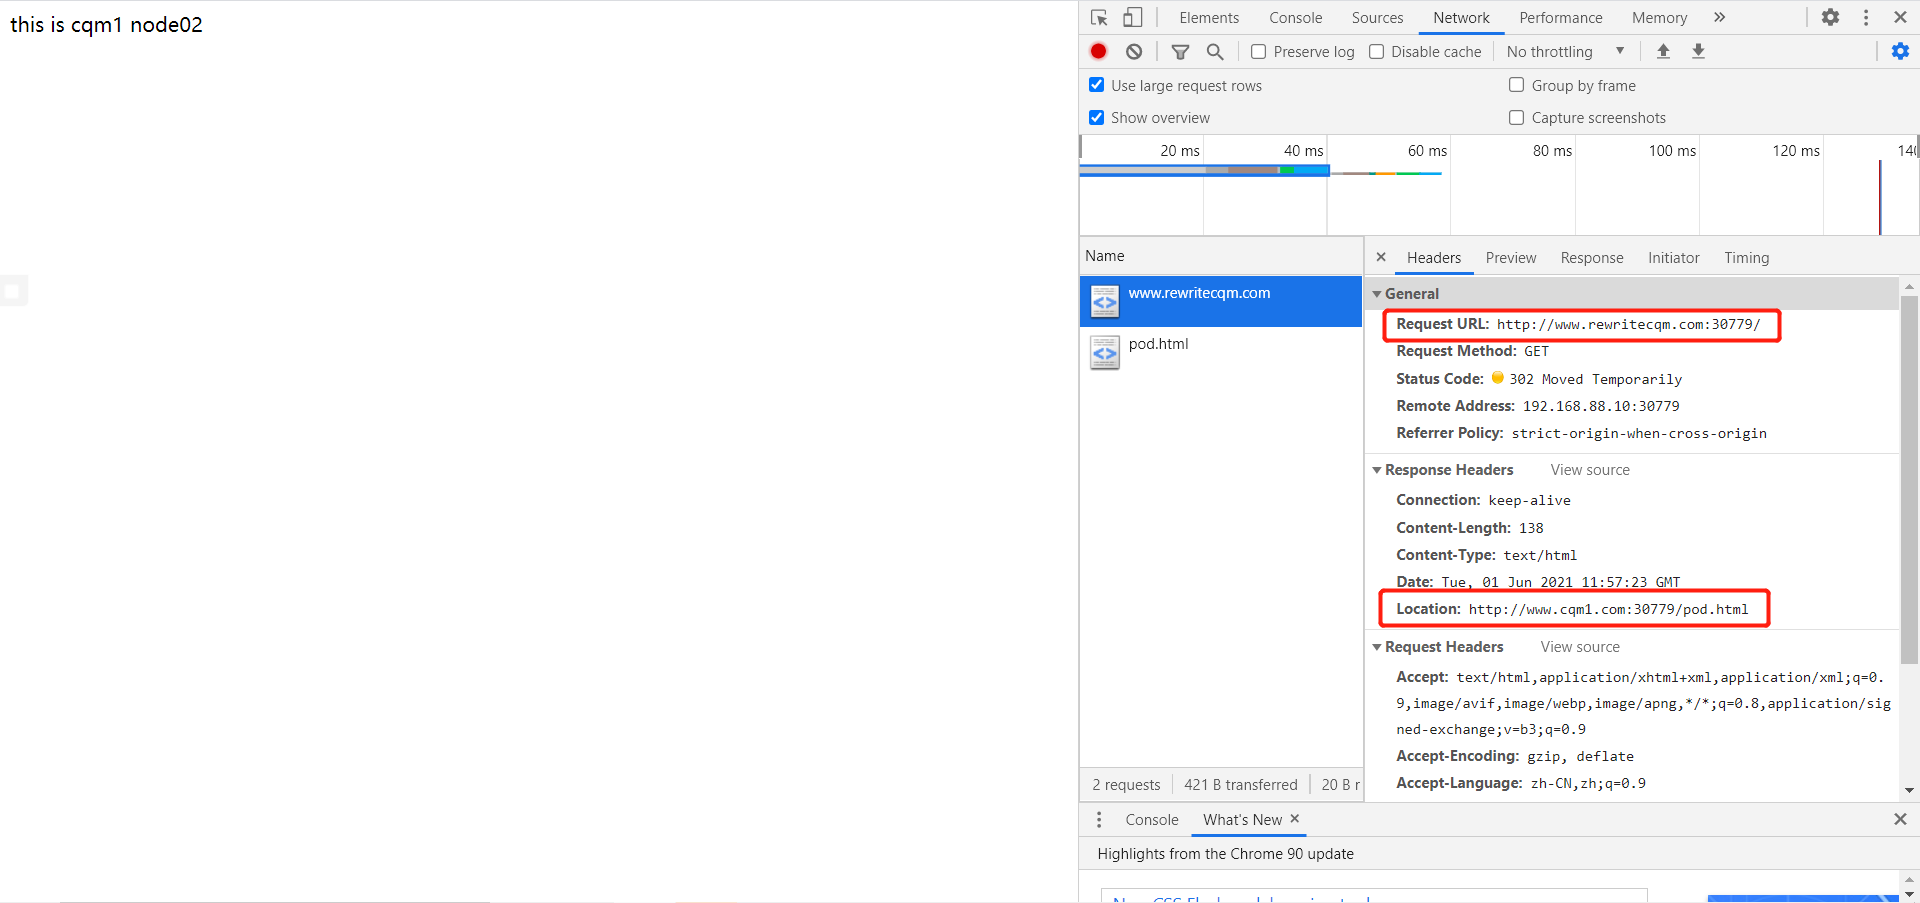 this is cqm1 node02
Elements Console Sources Network Performance Memory »
Preserve log Disable cache No throttling
Use large request rows Group by frame
Show overview Capture screenshots
20 ms 40 ms 60 ms 80 ms 100 ms 120 ms 140
Name
www.rewritecqm.com
pod.html
2 requests 421 B transferred 20 B r
× Headers Preview Response Initiator Timing
General
Request URL: http://www.rewritecqm.com:30779/
Request Method: GET
Status Code: 302 Moved Temporarily
Remote Address: 192.168.88.10:30779
Referrer Policy: strict-origin-when-cross-origin
Response Headers View source
Connection: keep-alive
Content-Length: 138
Content-Type: text/html
Date: Tue, 01 Jun 2021 11:57:23 GMT
Location: http://www.cqm1.com:30779/pod.html
Request Headers View source
Accept: text/html,application/xhtml+xml,application/xml;q=0.
9,image/avif,image/webp,image/apng,*/*;q=0.8,application/sig
ned-exchange;v=b3;q=0.9
Accept-Encoding: gzip, deflate
Accept-Language: zh-CN,zh;q=0.9
Console What's New ×
Highlights from the Chrome 90 update